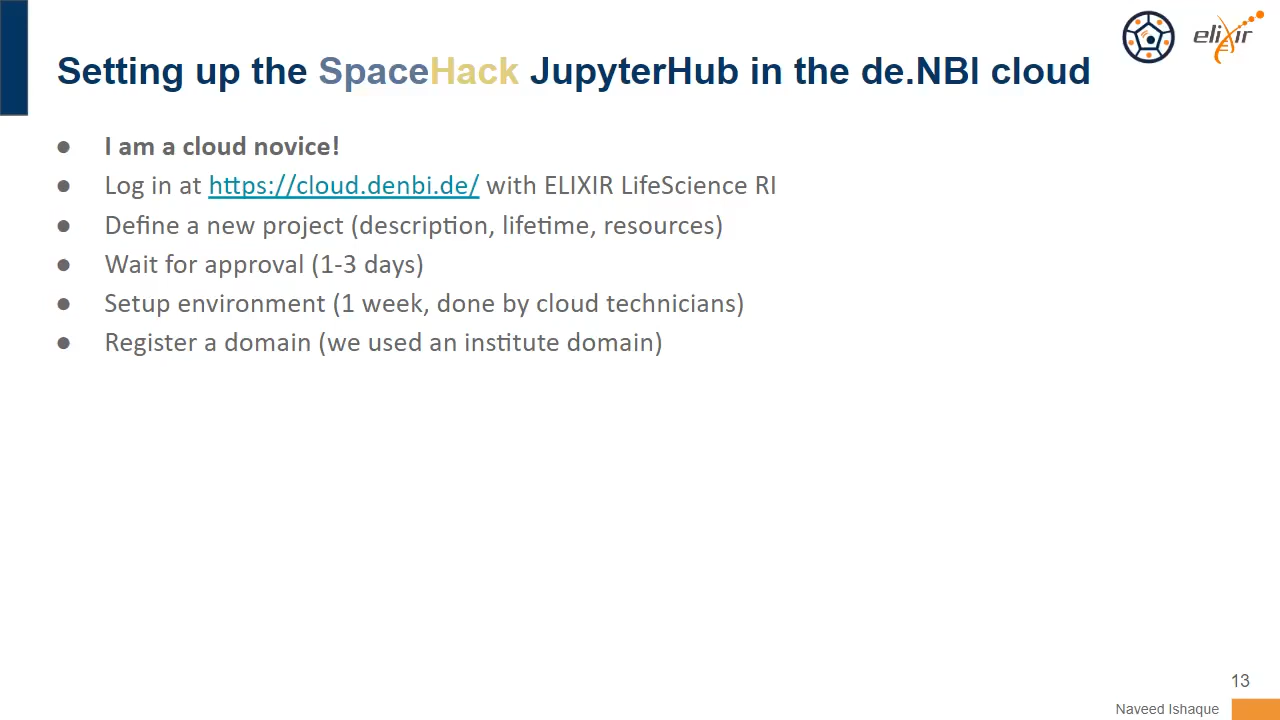 elixir
Setting up the SpaceHack JupyterHub in the de.NBI cloud
● I am a cloud novice!
● Log in at https://cloud.denbi.de/ with ELIXIR LifeScience RI
● Define a new project (description, lifetime, resources)
● Wait for approval (1-3 days)
● Setup environment (1 week, done by cloud technicians)
● Register a domain (we used an institute domain)
13
Naveed Ishaque